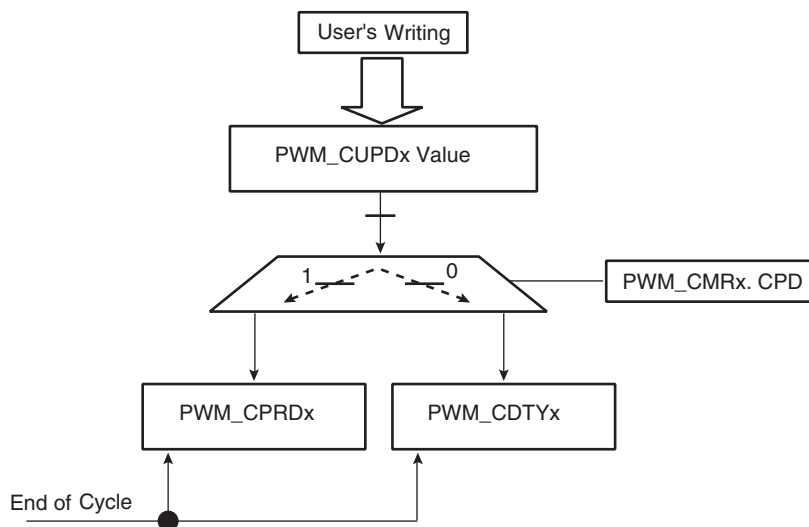 User's Writing
PWM_CUPDx Value
1
0
PWM_CMRx. CPD
PWM_CPRDx
PWM_CDTYx
End of Cycle